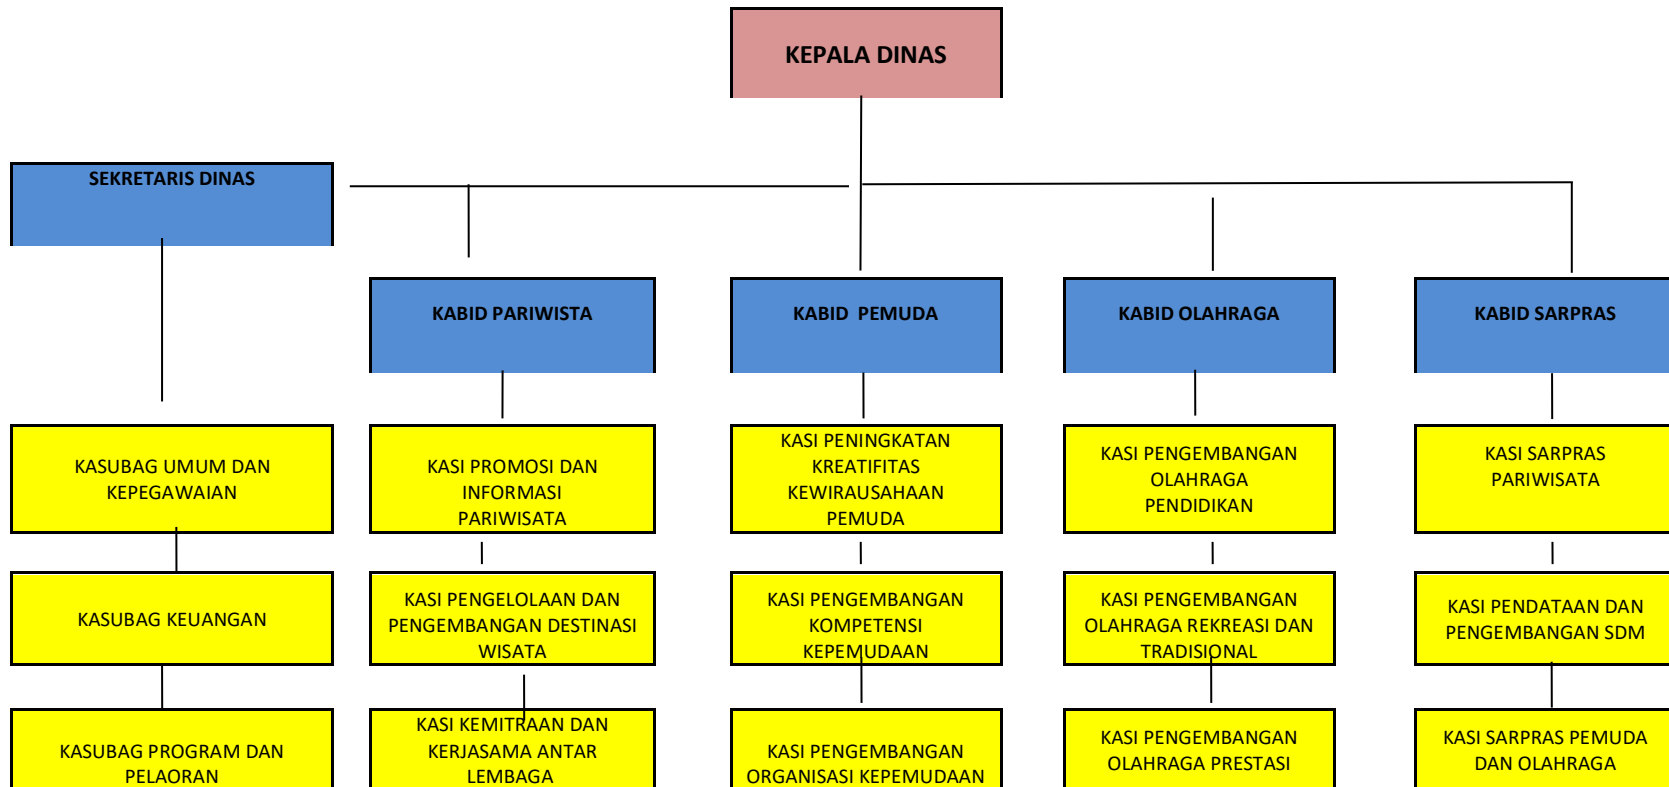 KEPALA DINAS
SEKRETARIS DINAS
KABID PARIWISTA
KABID  PEMUDA
KABID OLAHRAGA
KABID SARPRAS
KASUBAG UMUM DAN
KEPEGAWAIAN
KASI PROMOSI DAN
INFORMASI
PARIWISATA
KASI PENINGKATAN
KREATIFITAS
KEWIRAUSAHAAN
PEMUDA
KASI PENGEMBANGAN
OLAHRAGA
PENDIDIKAN
KASI SARPRAS
PARIWISATA
KASUBAG KEUANGAN
KASI PENGELOLAAN DAN
PENGEMBANGAN DESTINASI
WISATA
KASI PENGEMBANGAN
KOMPETENSI
KEPEMUDAAN
KASI PENGEMBANGAN
OLAHRAGA REKREASI DAN
TRADISIONAL
KASI PENDATAAN DAN
PENGEMBANGAN SDM
KASUBAG PROGRAM DAN
PELAORAN
KASI KEMITRAAN DAN
KERJASAMA ANTAR
LEMBAGA
KASI PENGEMBANGAN
ORGANISASI KEPEMUDAAN
KASI PENGEMBANGAN
OLAHRAGA PRESTASI
KASI SARPRAS PEMUDA
DAN OLAHRAGA